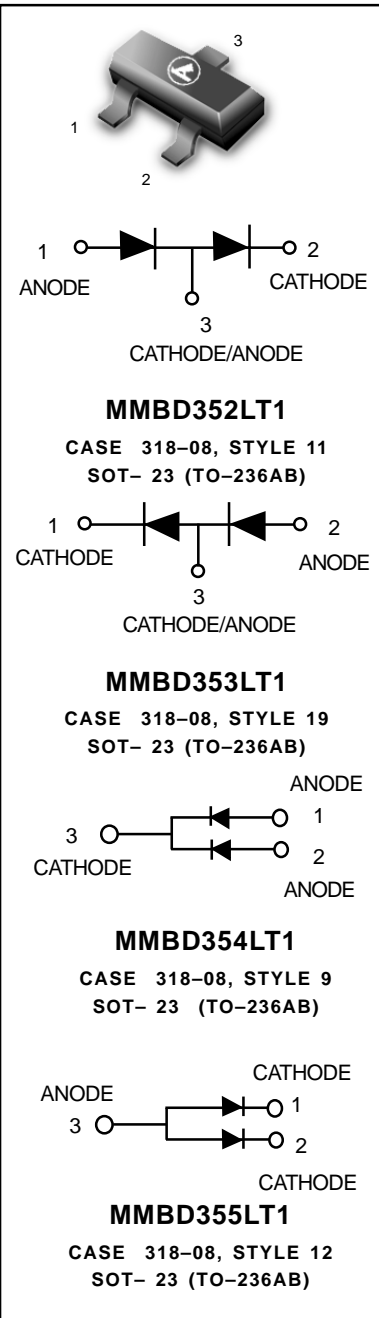 3
A
1
2
1 2
ANODE CATHODE
3
CATHODE/ANODE
MMBD352LT1
CASE 318–08, STYLE 11
SOT– 23 (TO–236AB)
1 2
CATHODE ANODE
3
CATHODE/ANODE
MMBD353LT1
CASE 318–08, STYLE 19
SOT– 23 (TO–236AB)
ANODE
1
3
CATHODE
2
ANODE
MMBD354LT1
CASE 318–08, STYLE 9
SOT– 23 (TO–236AB)
CATHODE
ANODE
1
3
2
CATHODE
MMBD355LT1
CASE 318–08, STYLE 12
SOT– 23 (TO–236AB)